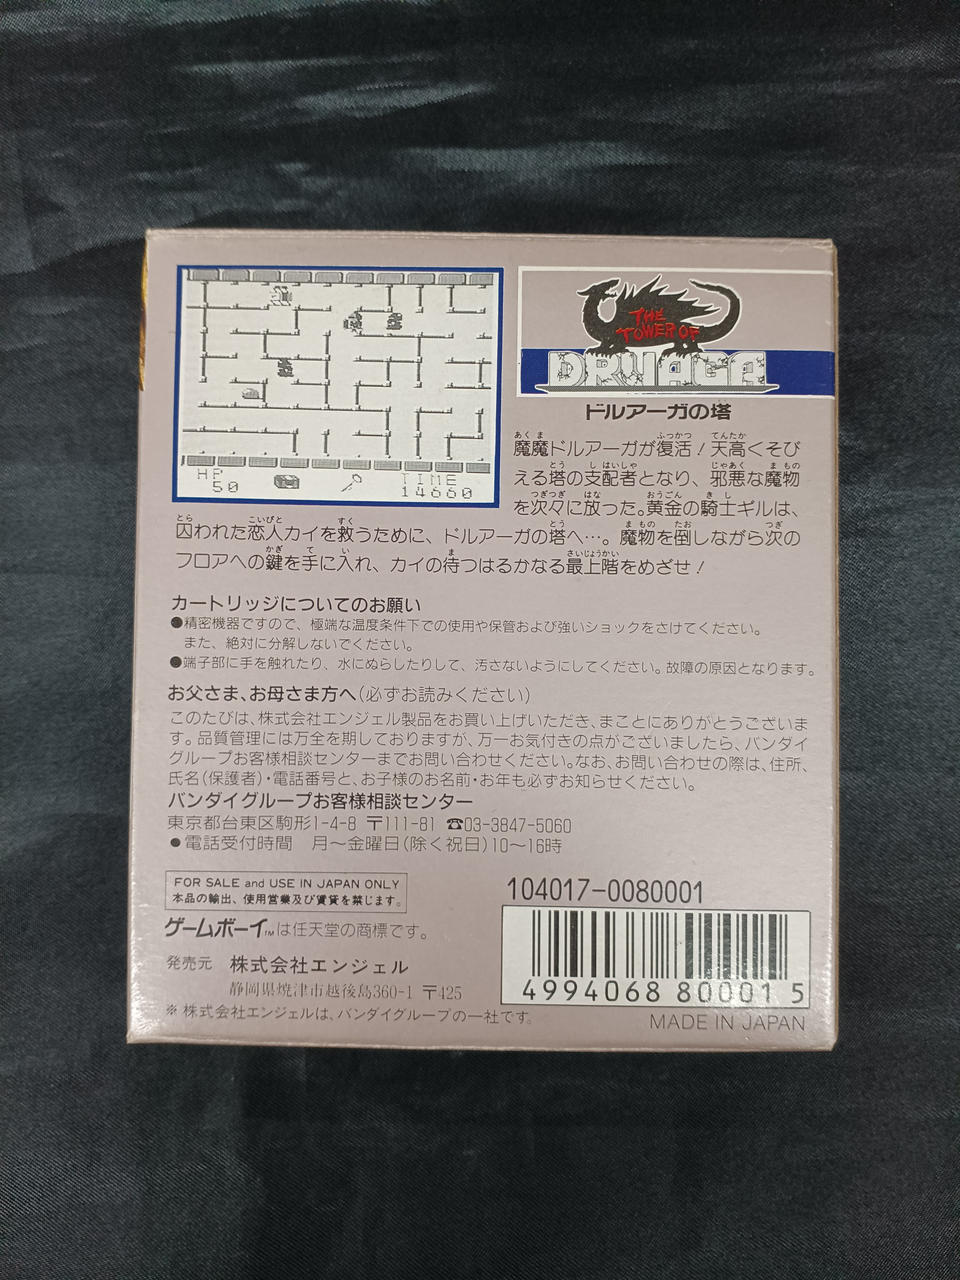 HP
50
TIME
14660
THE
TOWER OF
DRUAGA
ドルアーガの塔
魔魔ドルアーガが復活！天高くそび
える塔の支配者となり、邪悪な魔物
を次々に放った。黄金の騎士ギルは、
囚われた恋人カイを救うために、ドルアーガの塔へ…。魔物を倒しながら次の
フロアへの鍵を手に入れ、カイの待つはるかなる最上階をめざせ！
カートリッジについてのお願い
●精密機器ですので、極端な温度条件下での使用や保管および強いショックをさけてください。
また、絶対に分解しないでください。
●端子部に手を触れたり、水にぬらしたりして、汚さないようにしてください。故障の原因となります。
お父さま、お母さま方へ(必ずお読みください)
このたびは、株式会社エンジェル製品をお買い上げいただき、まことにありがとうございま
す。品質管理には万全を期しておりますが、万一お気付きの点がございましたら、バンダイ
グループお客様相談センターまでお問い合わせください。なお、お問い合わせの際は、住所、
氏名(保護者)・電話番号と、お子様のお名前・お年も必ずお知らせください。
バンダイグループお客様相談センター
東京都台東区駒形1-4-8 〒111-81 ☎03-3847-5060
●電話受付時間 月〜金曜日(除く祝日)10〜16時
FOR SALE and USE IN JAPAN ONLY
本品の輸出、使用営業及び賃貸を禁じます。
ゲームボーイTMは任天堂の商標です。
発売元 株式会社エンジェル
静岡県焼津市越後島360-1 〒425
※株式会社エンジェルは、バンダイグループの一社です。
104017-0080001
4994068 800015
MADE IN JAPAN